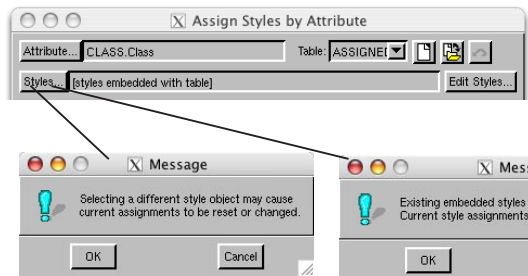 Assign Styles by Attribute
Attribute... CLASS.Class Table:
Styles... [styles embedded with table] Edit Styles...
Message
Selecting a different style object may cause
current assignments to be reset or changed.
OK Cancel
Existing embedded styles
Current style assignments
OK